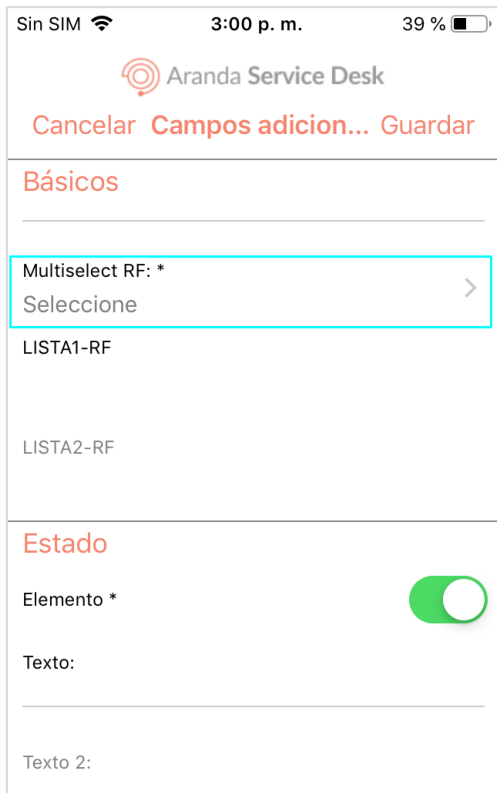 Sin SIM 3:00 p. m. 39 %
Aranda Service Desk
Cancelar Campos adicion... Guardar
Básicos
Multiselect RF: *
Seleccione
LISTA1-RF
LISTA2-RF
Estado
Elemento *
Texto:
Texto 2: